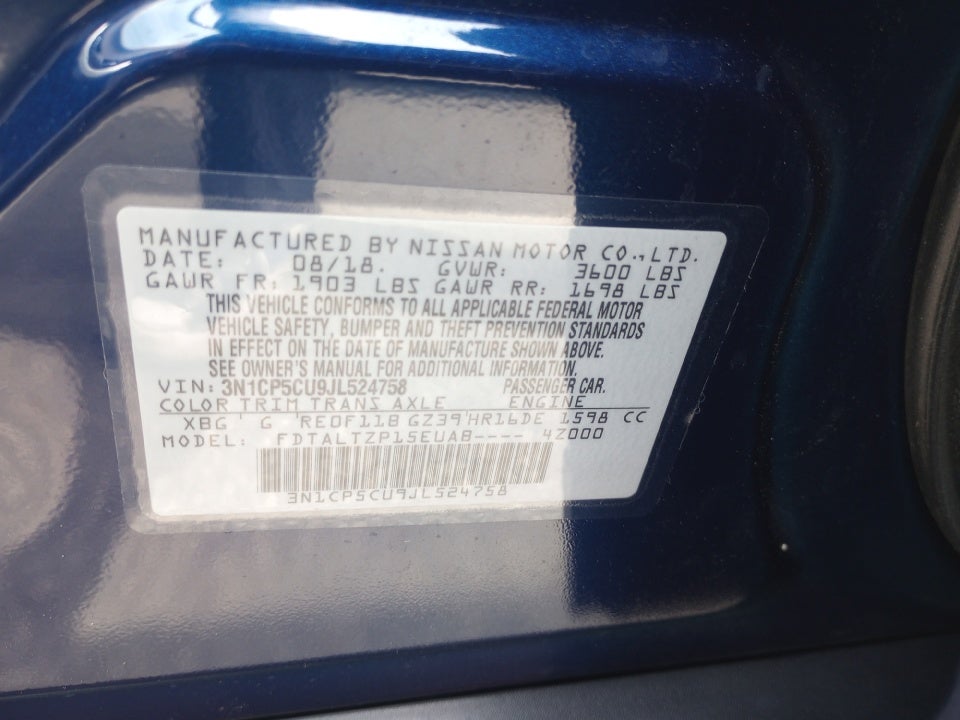 MANUFACTURED BY NISSAN MOTOR CO., LTD.
DATE: 08/18. GVWR: 3600 LBS
GAWR FR: 1903 LBS GAWR RR: 1698 LBS
THIS VEHICLE CONFORMS TO ALL APPLICABLE FEDERAL MOTOR
VEHICLE SAFETY, BUMPER AND THEFT PREVENTION STANDARDS
IN EFFECT ON THE DATE OF MANUFACTURE SHOWN ABOVE.
SEE OWNER'S MANUAL FOR ADDITIONAL INFORMATION.
VIN: 3N1CP5CU9JL524758 PASSENGER CAR.
COLOR TRIM TRANS AXLE ENGINE
XBG G RE0F11B GZ39 HR16DE 1598 CC
MODEL: FDTALTZP15EUAB---- 4Z000
3N1CP5CU9JL524758